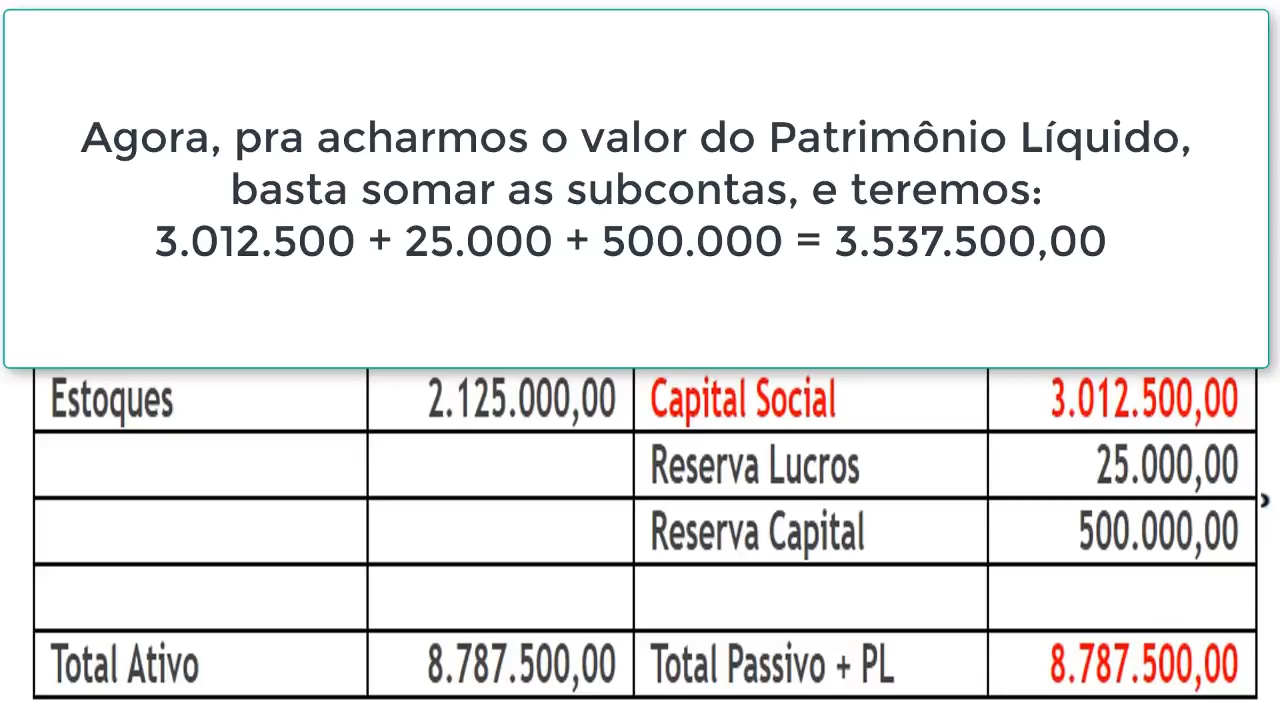 Agora, pra acharmos o valor do Patrimônio Líquido,
basta somar as subcontas, e teremos:
3.012.500 + 25.000 + 500.000 = 3.537.500,00
Estoques 2.125.000,00 Capital Social 3.012.500,00
Reserva Lucros 25.000,00
Reserva Capital 500.000,00
Total Ativo 8.787.500,00 Total Passivo + PL 8.787.500,00